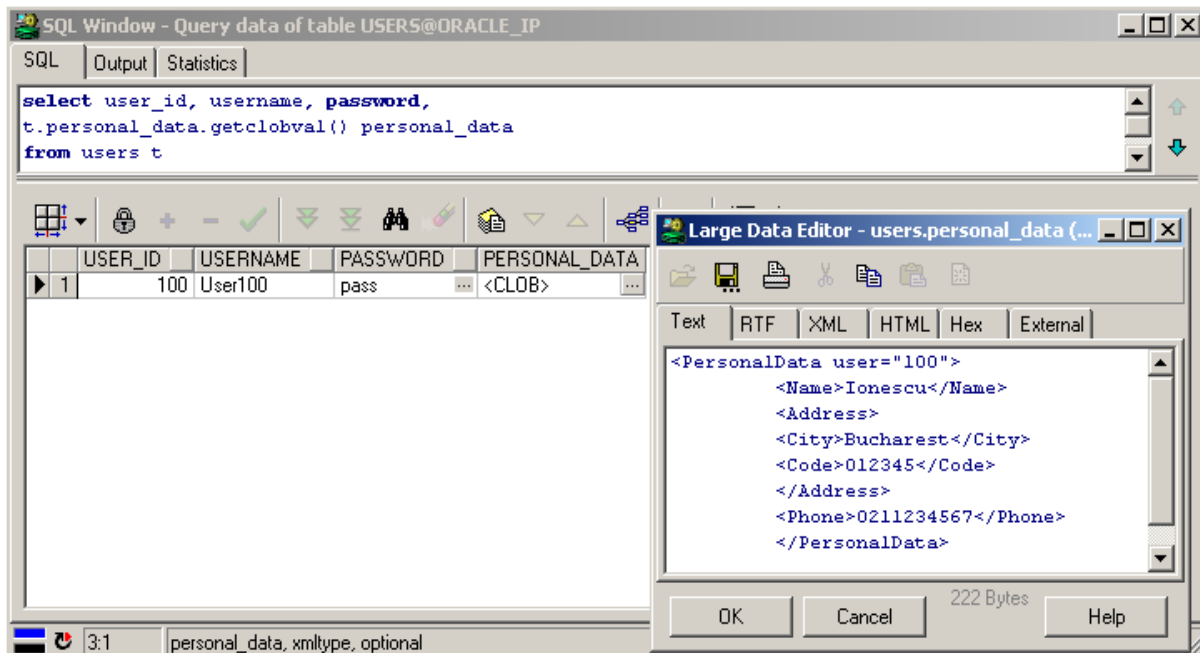 SQL Window - Query data of table USERS@ORACLE_IP
SQL Output Statistics
select user_id, username, password,
t.personal_data.getclobval() personal_data
from users t
USER_ID USERNAME PASSWORD PERSONAL_DATA
1 100 User100 pass ... <CLOB> ...
Large Data Editor - users.personal_data (...
Text RTF XML HTML Hex External
<PersonalData user="100">
<Name>Ionescu</Name>
<Address>
<City>Bucharest</City>
<Code>012345</Code>
</Address>
<Phone>0211234567</Phone>
</PersonalData>
222 Bytes
OK Cancel Help
3:1 personal_data, xmltype, optional